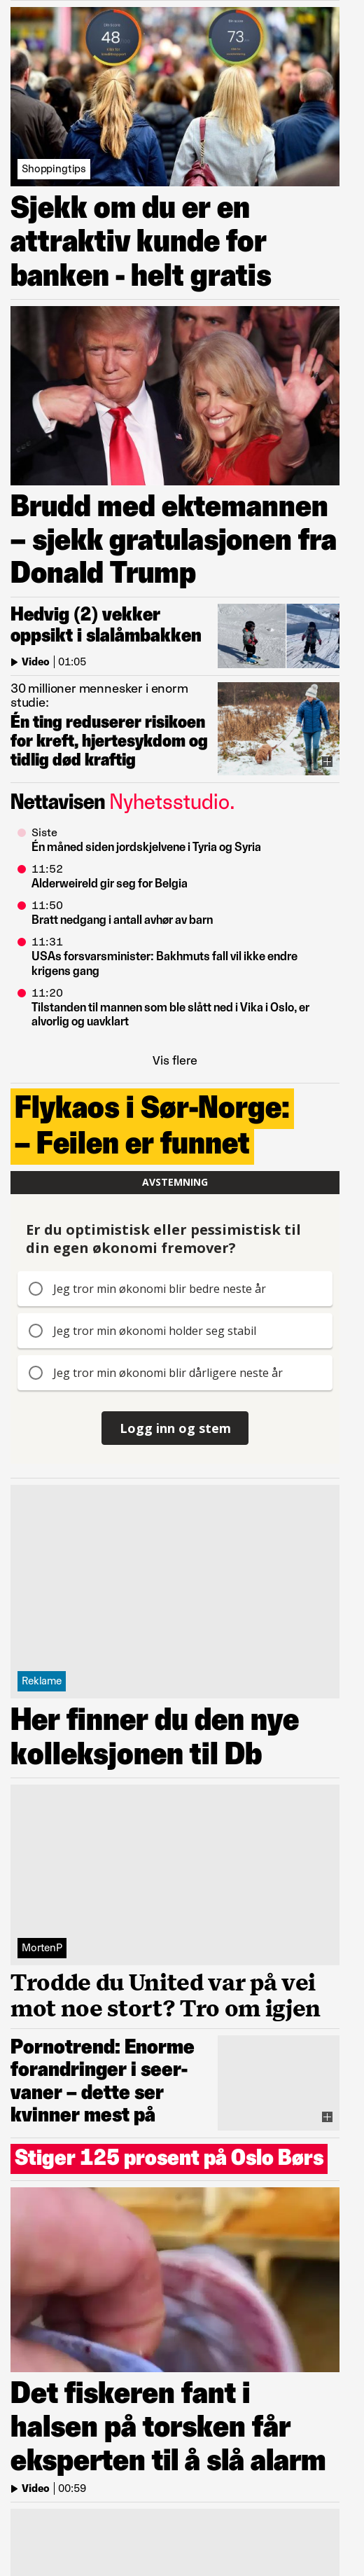 48
73
Shoppingtips
Sjekk om du er en
attraktiv kunde for
banken - helt gratis
Brudd med ektemannen
– sjekk gratulasjonen fra
Donald Trump
Hedvig (2) vekker
oppsikt i slalåmbakken
Video | 01:05
30 millioner mennesker i enorm
studie:
Én ting reduserer risikoen
for kreft, hjertesykdom og
tidlig død kraftig
Nettavisen Nyhetsstudio.
Siste
Én måned siden jordskjelvene i Tyria og Syria
11:52
Alderweireld gir seg for Belgia
11:50
Bratt nedgang i antall avhør av barn
11:31
USAs forsvarsminister: Bakhmuts fall vil ikke endre
krigens gang
11:20
Tilstanden til mannen som ble slått ned i Vika i Oslo, er
alvorlig og uavklart
Vis flere
Flykaos i Sør-Norge:
– Feilen er funnet
AVSTEMNING
Er du optimistisk eller pessimistisk til
din egen økonomi fremover?
Jeg tror min økonomi blir bedre neste år
Jeg tror min økonomi holder seg stabil
Jeg tror min økonomi blir dårligere neste år
Logg inn og stem
Reklame
Her finner du den nye
kolleksjonen til Db
MortenP
Trodde du United var på vei
mot noe stort? Tro om igjen
Pornotrend: Enorme
forandringer i seer-
vaner – dette ser
kvinner mest på
Stiger 125 prosent på Oslo Børs
Det fiskeren fant i
halsen på torsken får
eksperten til å slå alarm
Video | 00:59